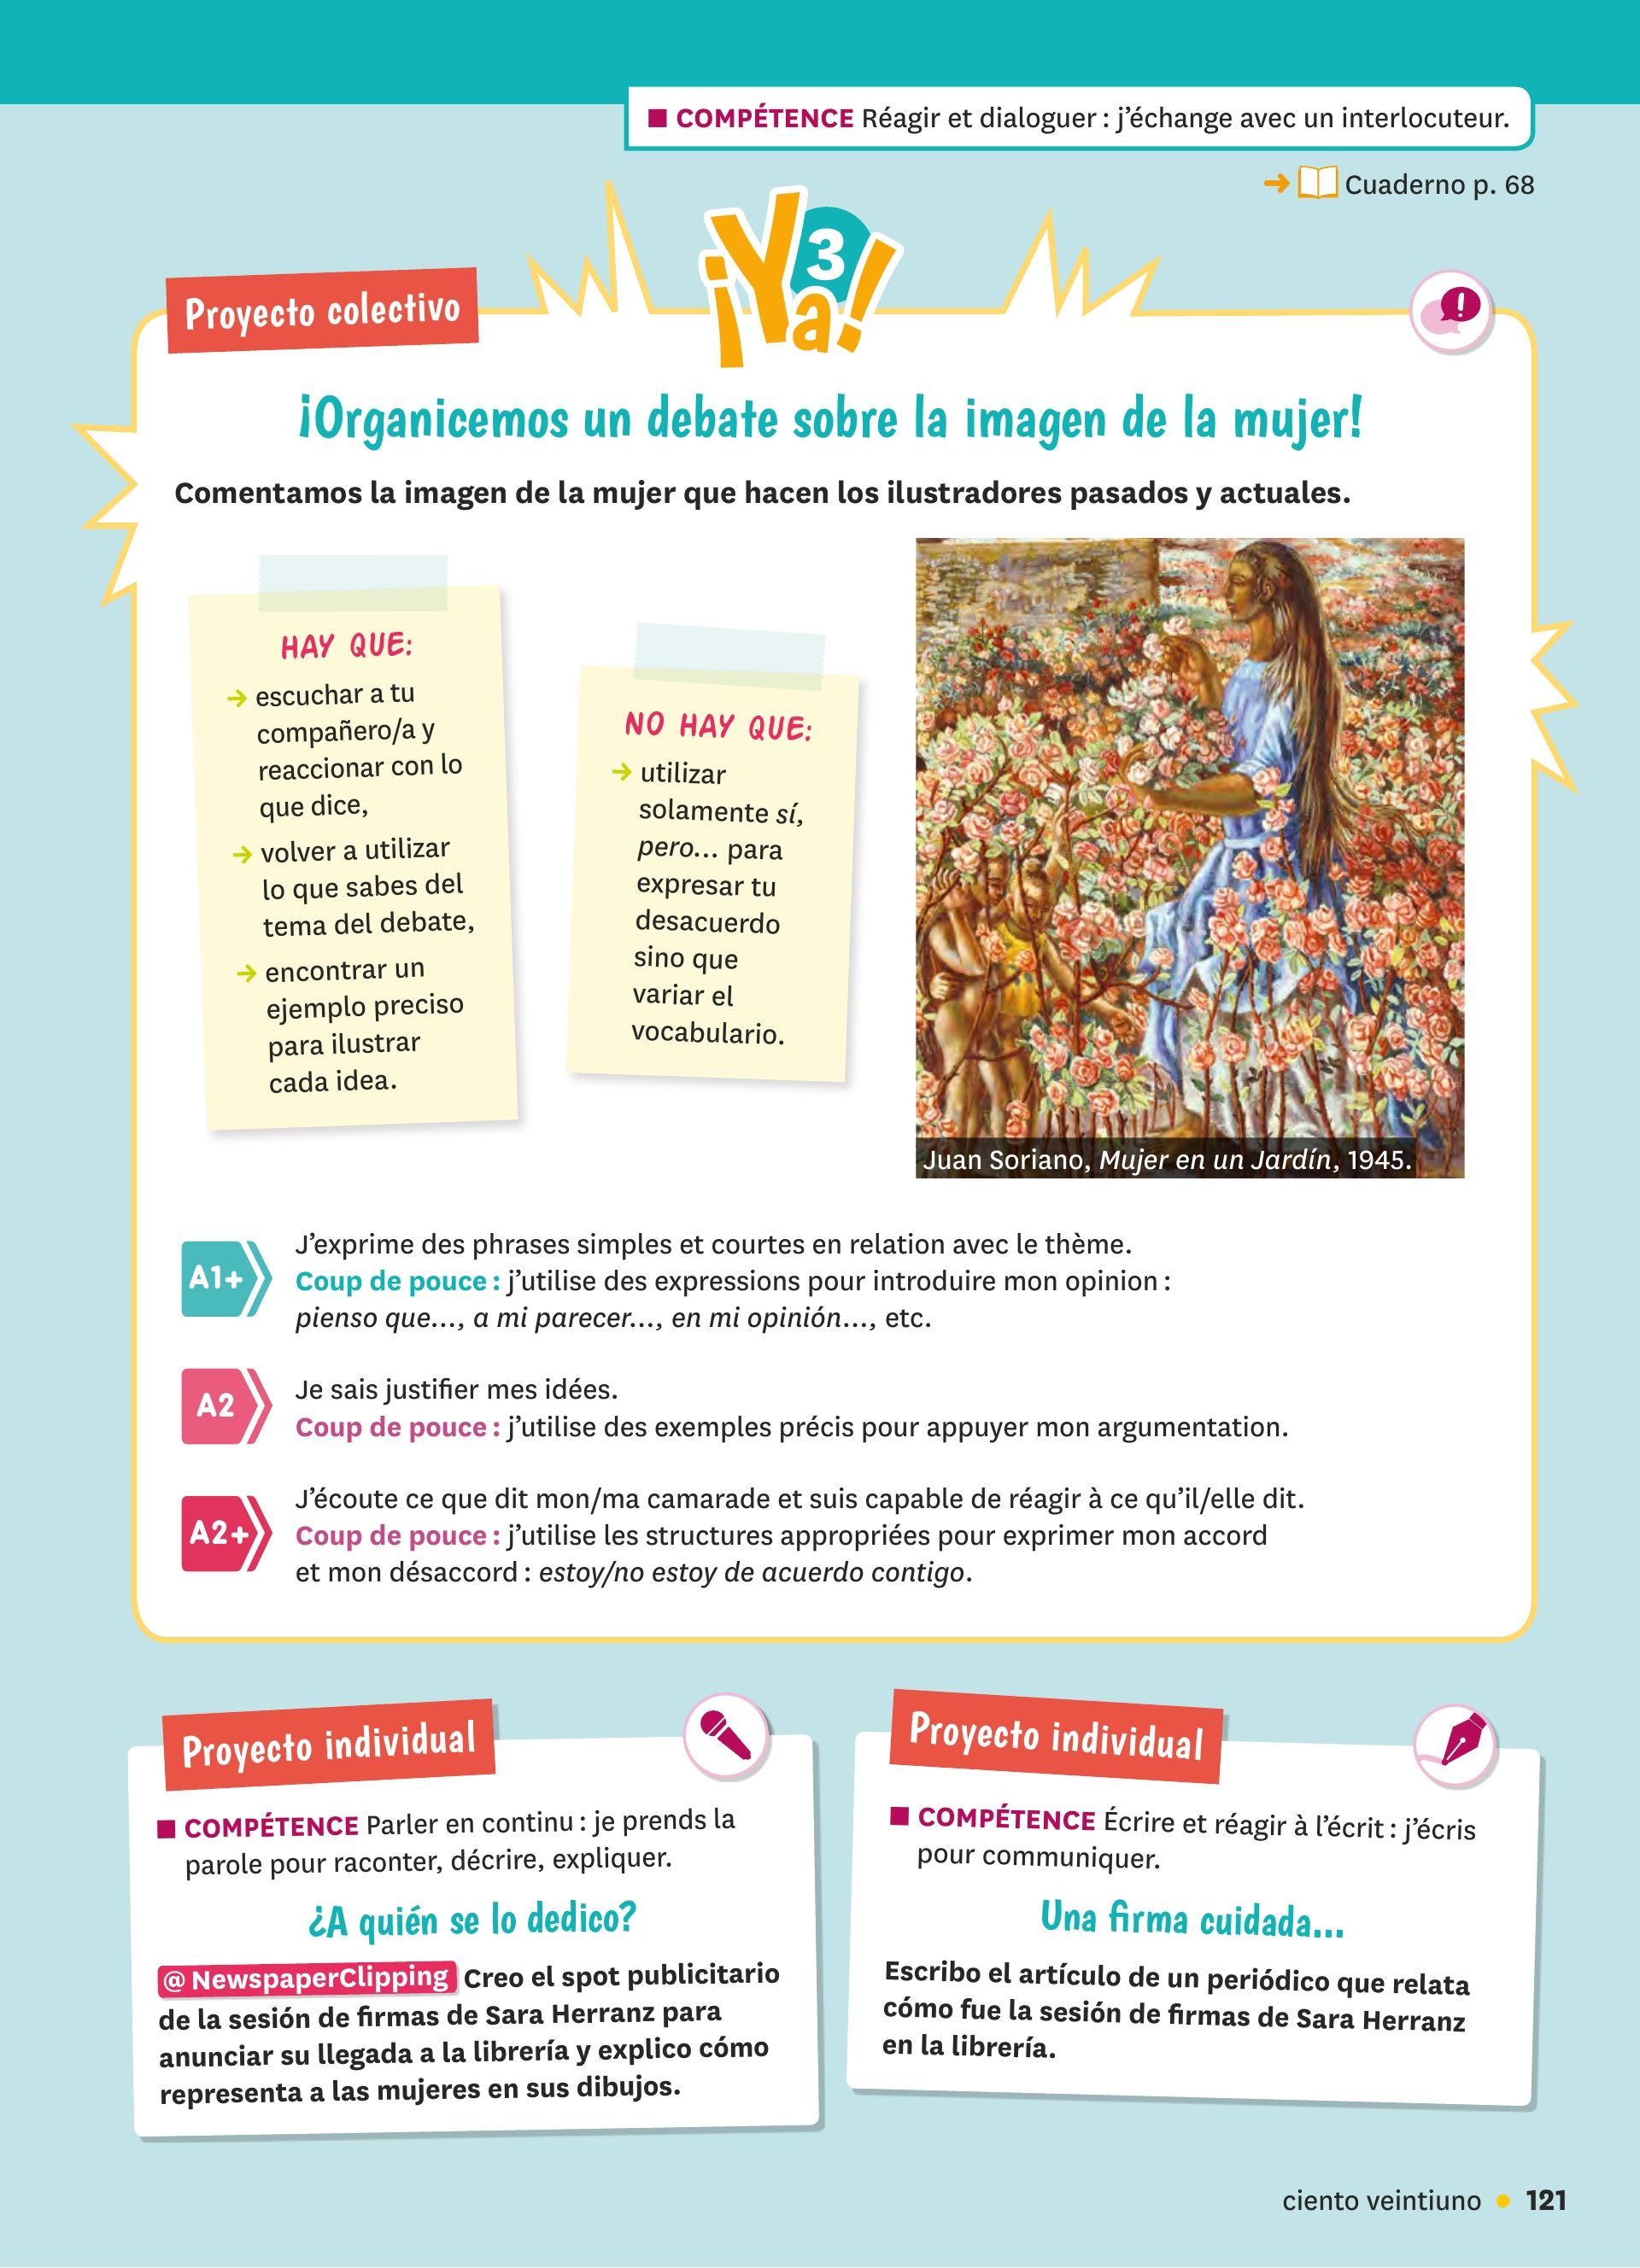 ■ COMPÉTENCE Réagir et dialoguer : j’échange avec un interlocuteur.
➜ Cuaderno p. 68
¡Ya! 3
Proyecto colectivo
!
¡Organicemos un debate sobre la imagen de la mujer!
Comentamos la imagen de la mujer que hacen los ilustradores pasados y actuales.
HAY QUE:
→ escuchar a tu
compañero/a y
reaccionar con lo
que dice,
→ volver a utilizar
lo que sabes del
tema del debate,
→ encontrar un
ejemplo preciso
para ilustrar
cada idea.
NO HAY QUE:
→ utilizar
solamente sí,
pero... para
expresar tu
desacuerdo
sino que
variar el
vocabulario.
Juan Soriano, Mujer en un Jardín, 1945.
A1+
J’exprime des phrases simples et courtes en relation avec le thème.
Coup de pouce : j’utilise des expressions pour introduire mon opinion :
pienso que..., a mi parecer..., en mi opinión..., etc.
A2
Je sais justifier mes idées.
Coup de pouce : j’utilise des exemples précis pour appuyer mon argumentation.
A2+
J’écoute ce que dit mon/ma camarade et suis capable de réagir à ce qu’il/elle dit.
Coup de pouce : j’utilise les structures appropriées pour exprimer mon accord
et mon désaccord : estoy/no estoy de acuerdo contigo.
Proyecto individual
■ COMPÉTENCE Parler en continu : je prends la
parole pour raconter, décrire, expliquer.
¿A quién se lo dedico?
@NewspaperClipping Creo el spot publicitario
de la sesión de firmas de Sara Herranz para
anunciar su llegada a la librería y explico cómo
representa a las mujeres en sus dibujos.
Proyecto individual
■ COMPÉTENCE Écrire et réagir à l’écrit : j’écris
pour communiquer.
Una firma cuidada...
Escribo el artículo de un periódico que relata
cómo fue la sesión de firmas de Sara Herranz
en la librería.
ciento veintiuno • 121